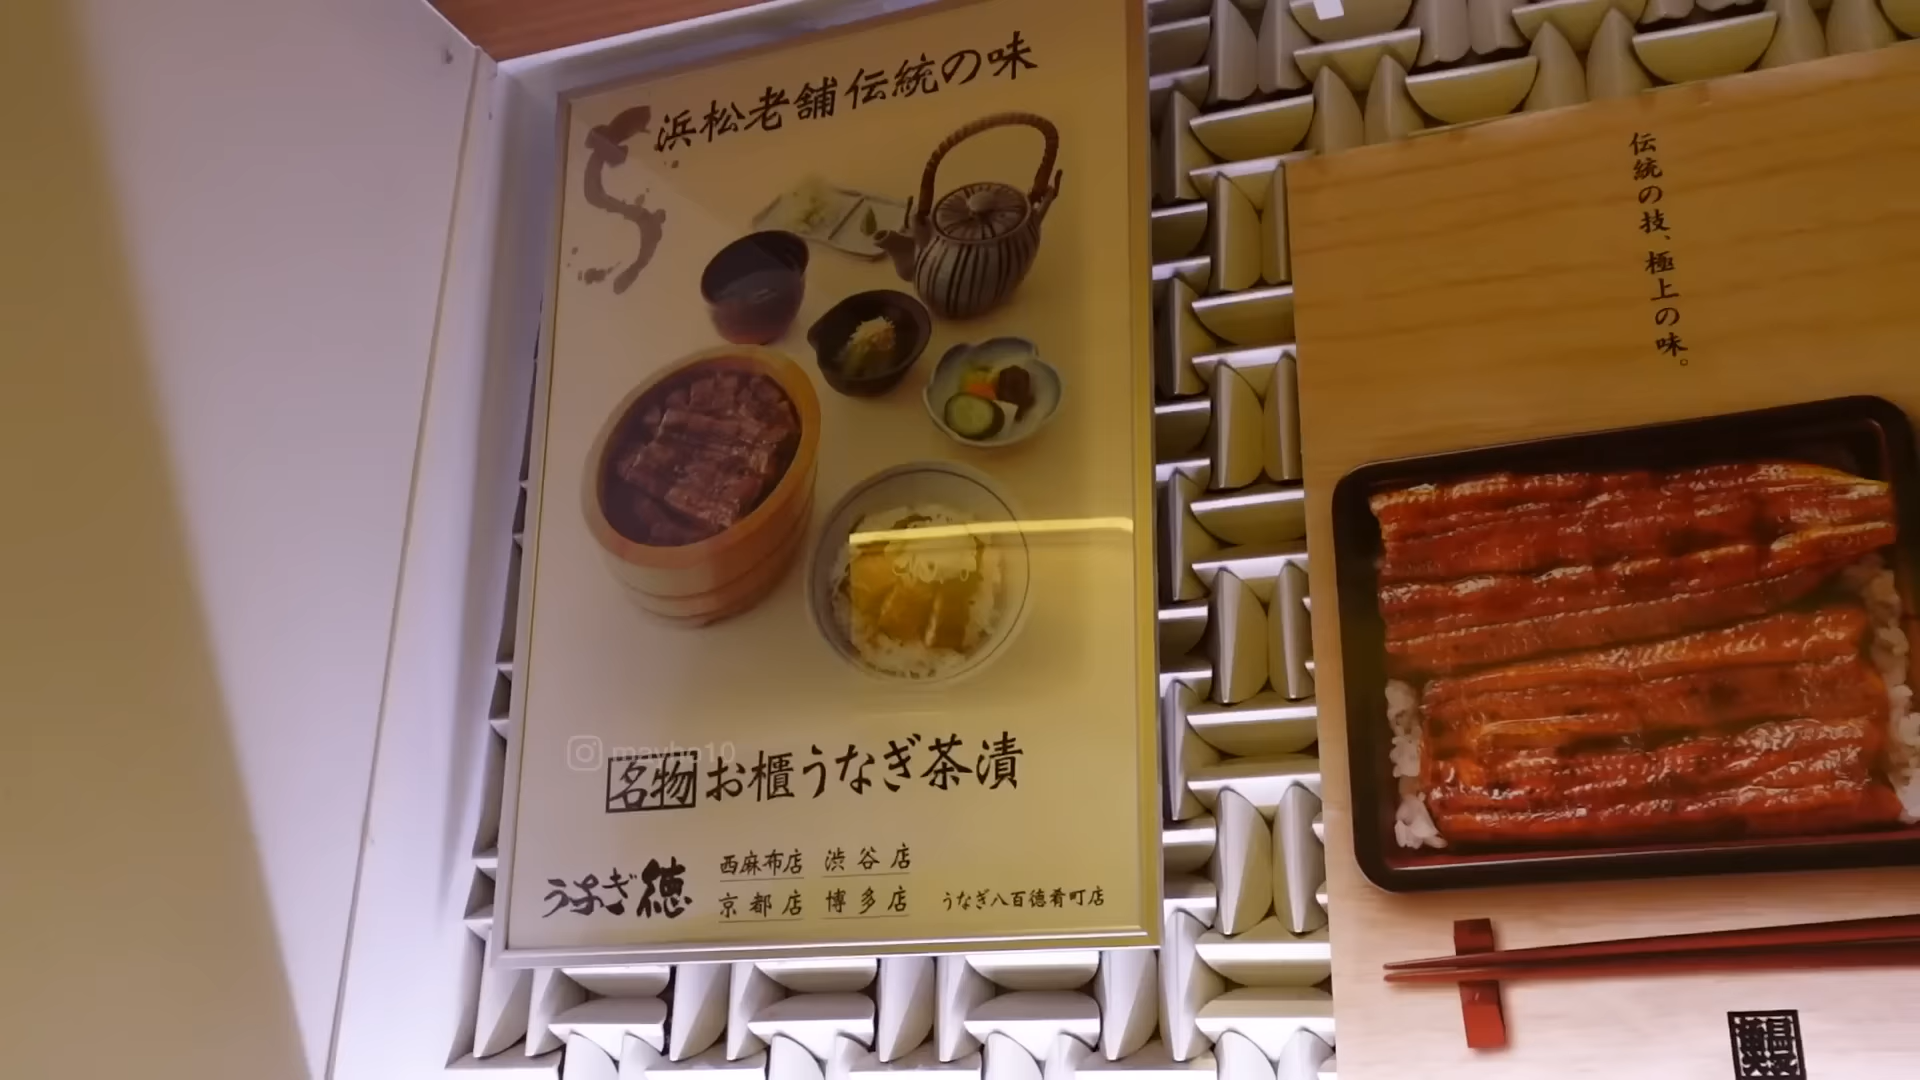 浜松老舗伝統の味
名物 お櫃うなぎ茶漬
うなぎ徳
西麻布店 渋谷店
京都店 博多店
うなぎ八百徳肴町店
伝統の技、極上の味。